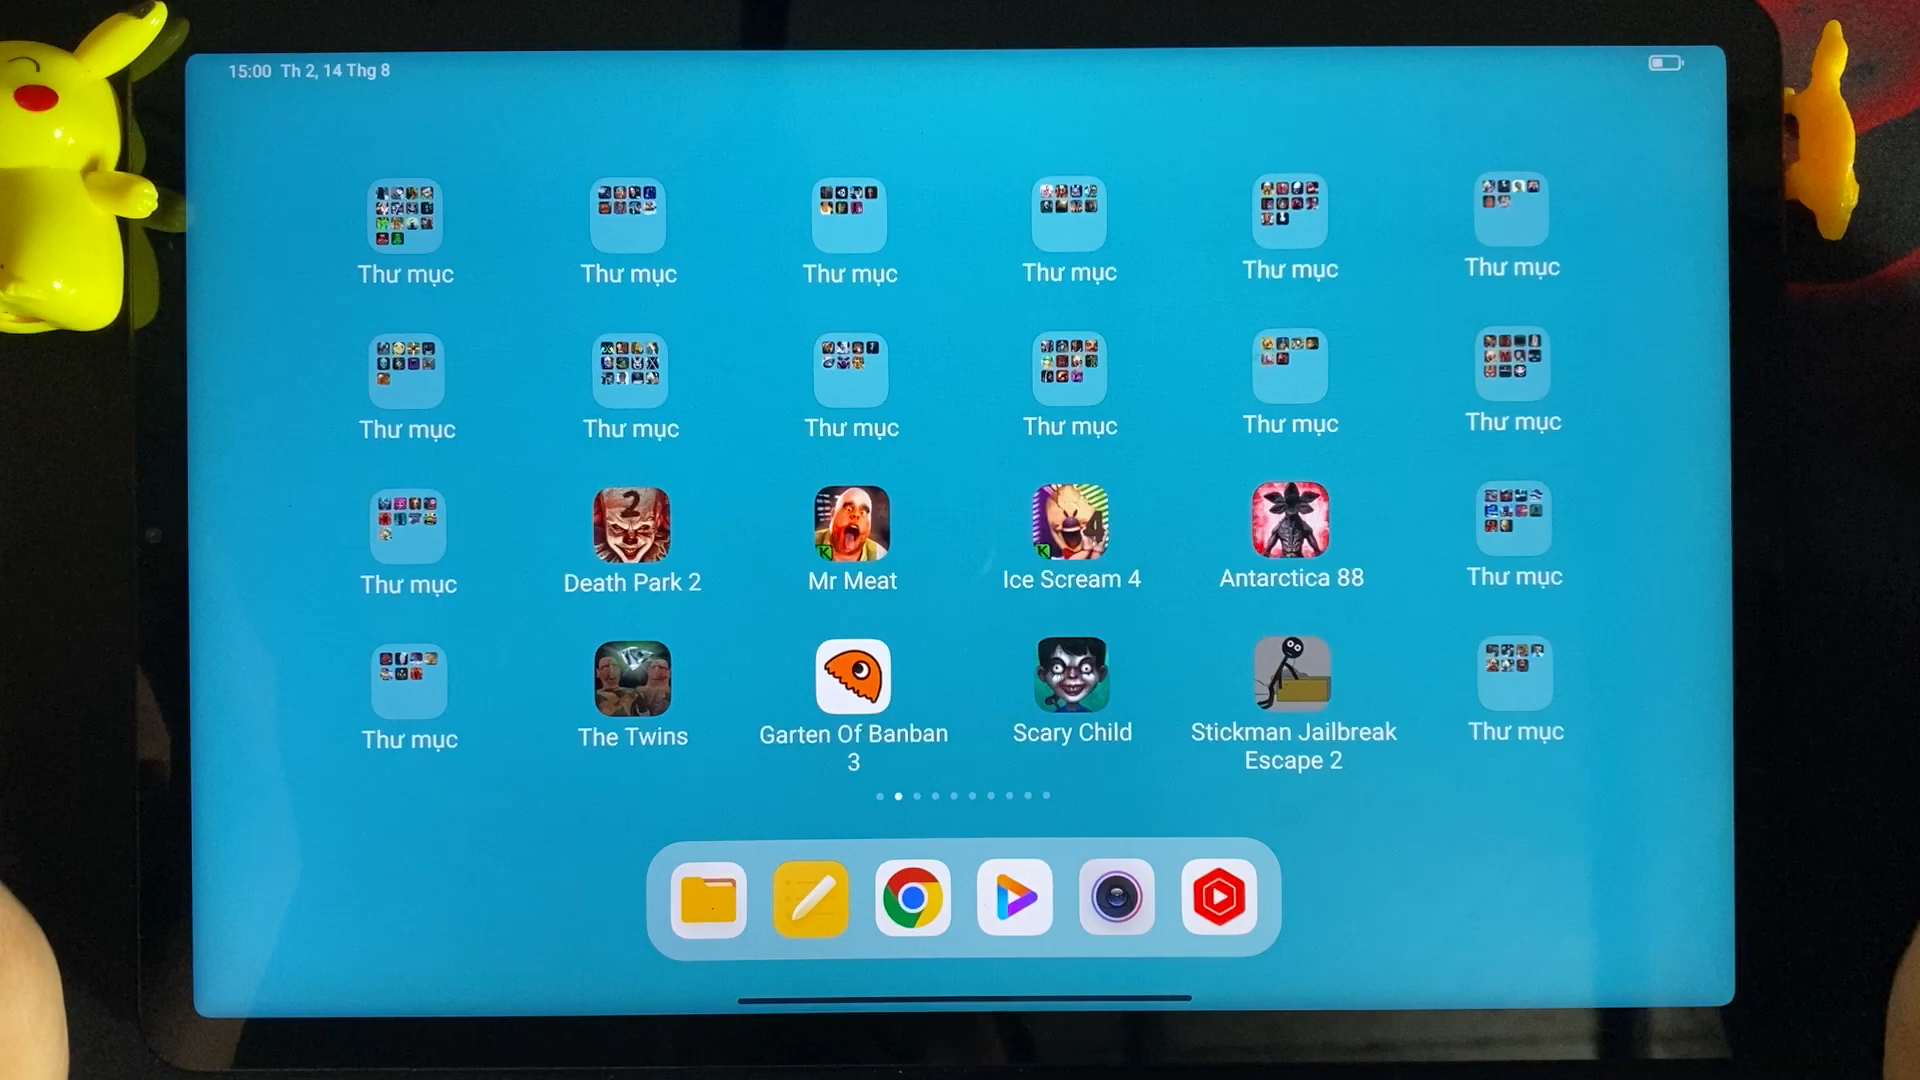 15:00 Th 2, 14 Thg 8
Thư mục
Thư mục
Thư mục
Thư mục
Thư mục
Thư mục
Thư mục
Thư mục
Thư mục
Thư mục
Thư mục
Thư mục
2
K
K
4
Thư mục
Death Park 2
Mr Meat
Ice Scream 4
Antarctica 88
Thư mục
Thư mục
The Twins
Garten Of Banban
3
Scary Child
Stickman Jailbreak
Escape 2
Thư mục